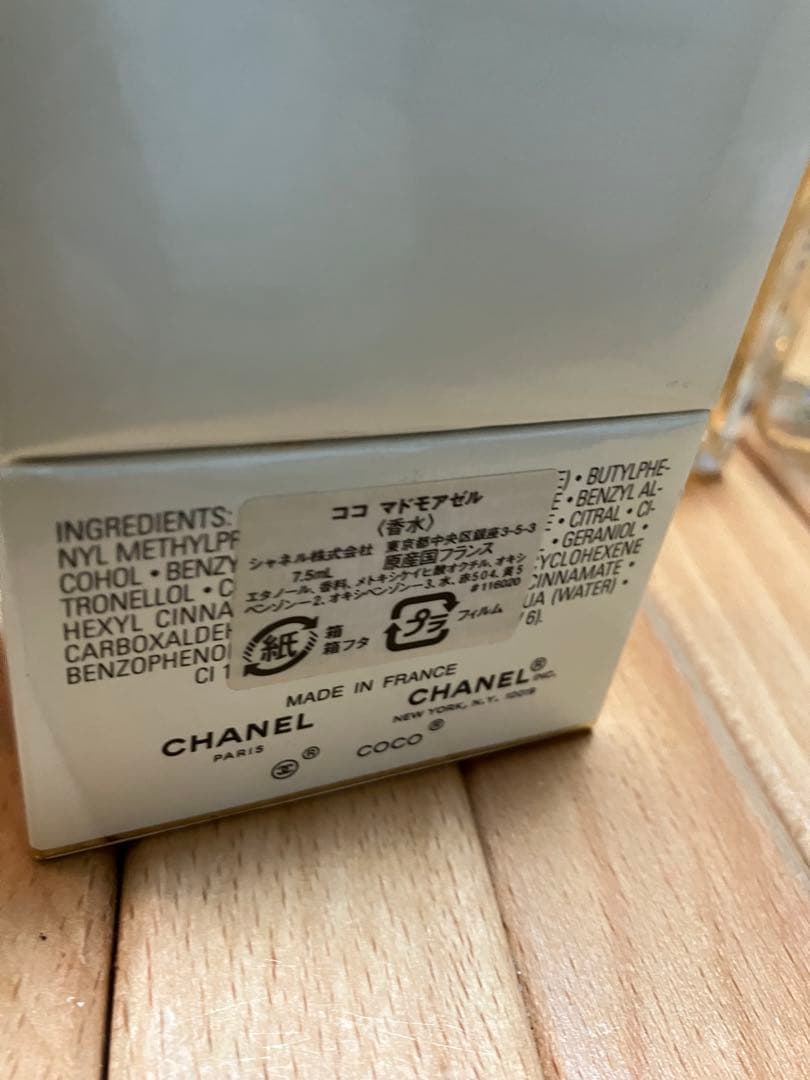 INGREDIENTS:
E) • BUTYLPHE-
NYL METHYLPR
E • BENZYL AL-
COHOL • BENZY
• CITRAL • CI-
TRONELLOL • C
• GERANIOL •
HEXYL CINNA
YCLOHEXENE
CARBOXALDEH
CINNAMATE •
BENZOPHENO
UA (WATER) •
CI 1
6).
ココ マドモアゼル
〈香水〉
シャネル株式会社 東京都中央区銀座3-5-3
7.5mL 原産国フランス
エタノール、香料、メトキシケイヒ酸オクチル、オキシ
ベンゾン-2、オキシベンゾン-3、水、赤504、黄5
#116020
紙 箱
箱フタ
プラ フィルム
MADE IN FRANCE
CHANEL
PARIS
CHANEL® INC.
NEW YORK, N.Y. 10019
® COCO ®